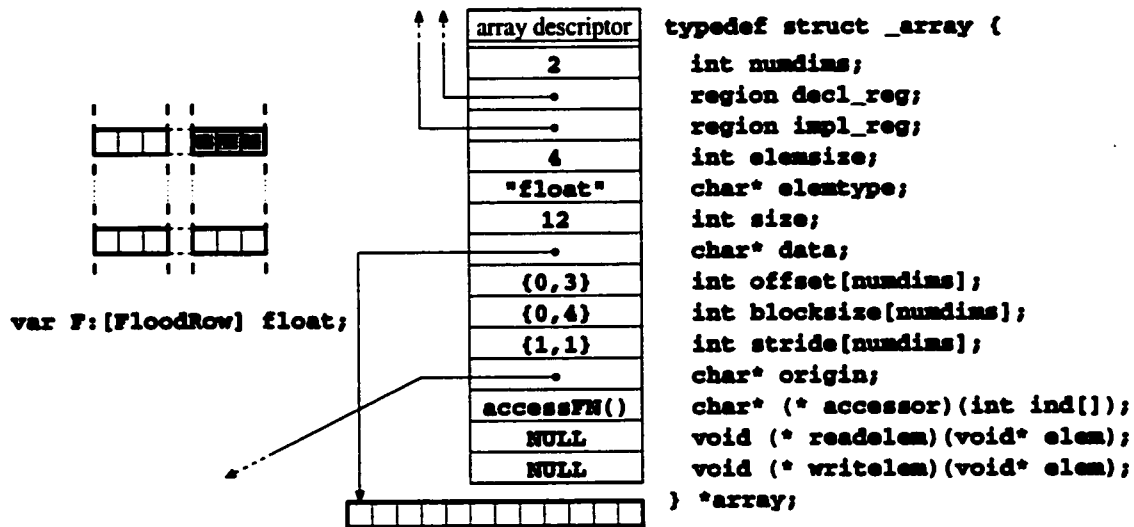 array descriptor
2
4
"float"
12
{0,3}
{0,4}
{1,1}
accessFN()
NULL
NULL
typedef struct _array {
int numdims;
region decl_reg;
region impl_reg;
int elemsize;
char* elemtype;
int size;
char* data;
int offset[numdims];
int blocksize[numdims];
int stride[numdims];
char* origin;
char* (* accessor)(int ind[]);
void (* readelem)(void* elem);
void (* writelem)(void* elem);
} *array;
var F:[FloodRow] float;